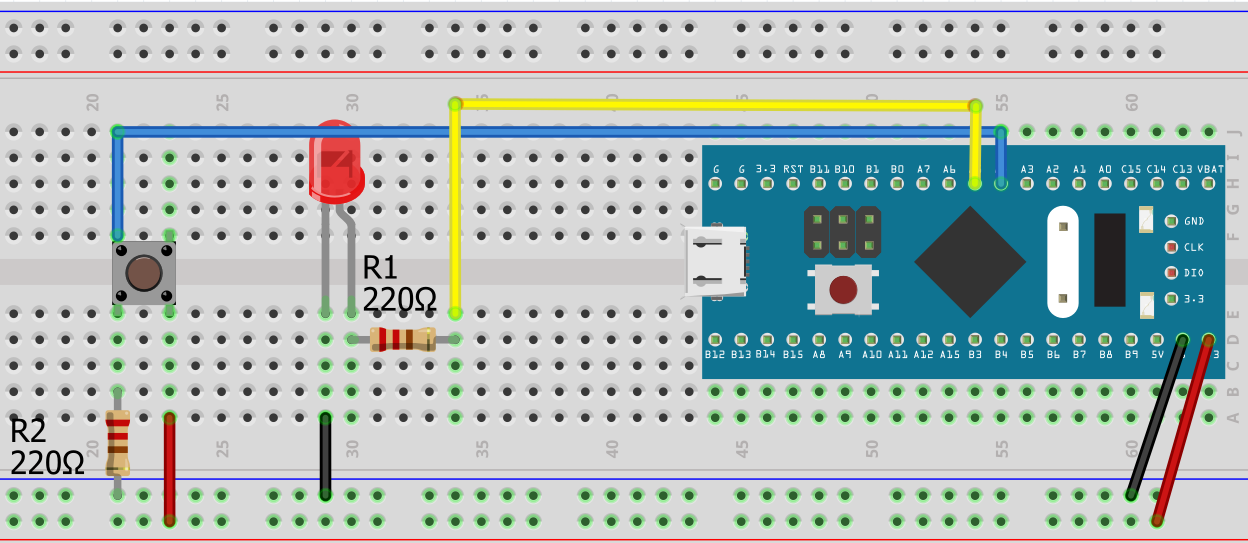 20 25 30 35 45 50 55 60
J
I
H
G
F
G G 3.3 RST B11 B10 B1 B0 A7 A6 A3 A2 A1 A0 C15 C14 C13 VBAT
GND
CLK
DIO
3.3
R1
220Ω
B12 B13 B14 B15 A8 A9 A10 A11 A12 A15 B3 B4 B5 B6 B7 B8 B9 5V 3
E
D
C
B
A
R2
220Ω
20 25 30 35 40 45 50 55 60